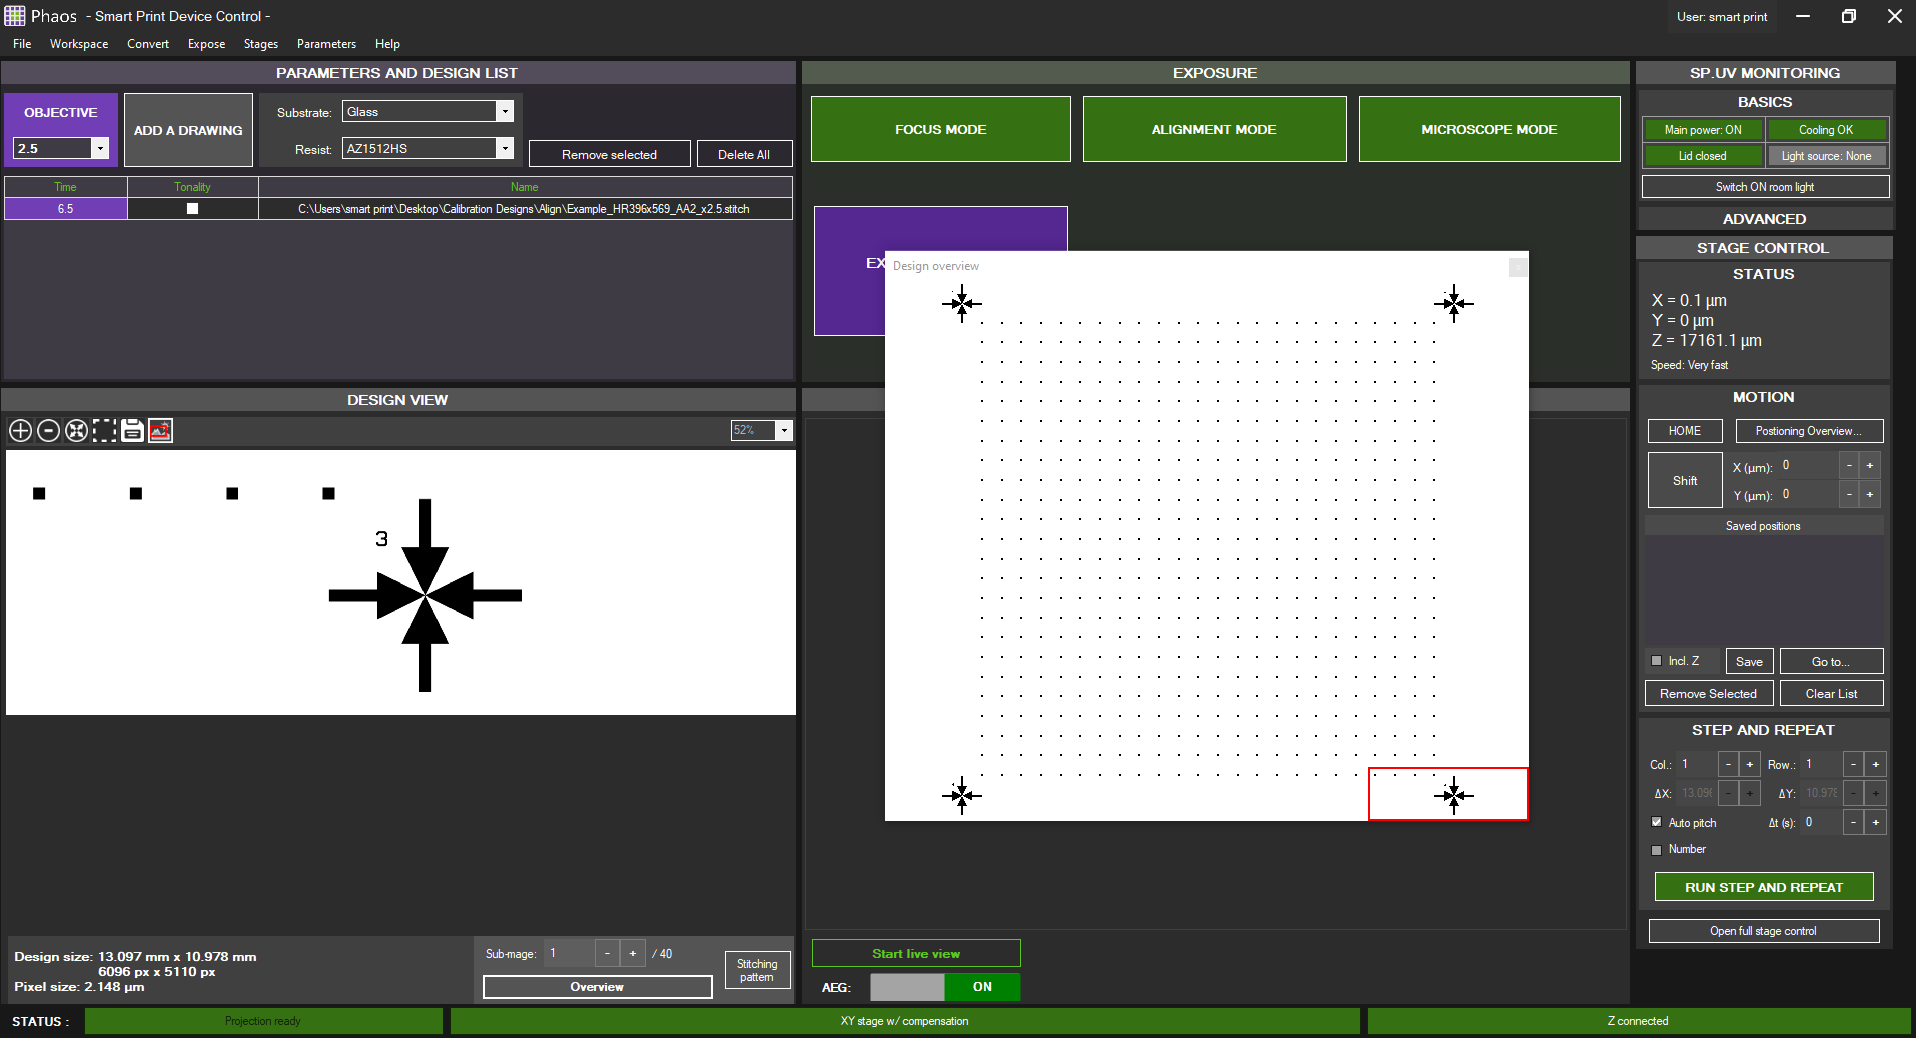 Phaos - Smart Print Device Control -
User: smart print
File Workspace Convert Expose Stages Parameters Help
PARAMETERS AND DESIGN LIST
OBJECTIVE
2.5
ADD A DRAWING
Substrate: Glass
Resist: AZ1512HS
Remove selected
Delete All
Time Tonality Name
6.5 C:\Users\smart print\Desktop\Calibration Designs\Align\Example_HR396x569_AA2_x2.5.stitch
DESIGN VIEW
52%
3
Design size: 13.097 mm x 10.978 mm
6096 px x 5110 px
Pixel size: 2.148 µm
Sub-mage: 1 - + / 40
Overview
Stitching
pattern
EXPOSURE
FOCUS MODE
ALIGNMENT MODE
MICROSCOPE MODE
EX
Design overview
Start live view
AEG: ON
SP.UV MONITORING
BASICS
Main power: ON
Cooling OK
Lid closed
Light source: None
Switch ON room light
ADVANCED
STAGE CONTROL
STATUS
X = 0.1 µm
Y = 0 µm
Z = 17161.1 µm
Speed: Very fast
MOTION
HOME
Postioning Overview...
Shift
X (µm): 0 - +
Y (µm): 0 - +
Saved positions
Incl. Z
Save
Go to...
Remove Selected
Clear List
STEP AND REPEAT
Col.: 1 - + Row.: 1 - +
ΔX: 13.09 - + ΔY: 10.978 - +
Auto pitch Δt (s): 0 - +
Number
RUN STEP AND REPEAT
Open full stage control
STATUS :
Projection ready
XY stage w/ compensation
Z connected